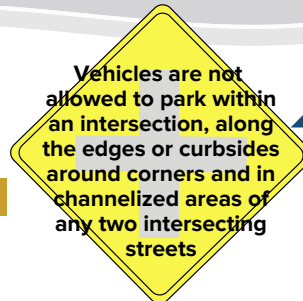 Vehicles are not
allowed to park within
an intersection, along
the edges or curbsides
around corners and in
channelized areas of
any two intersecting
streets